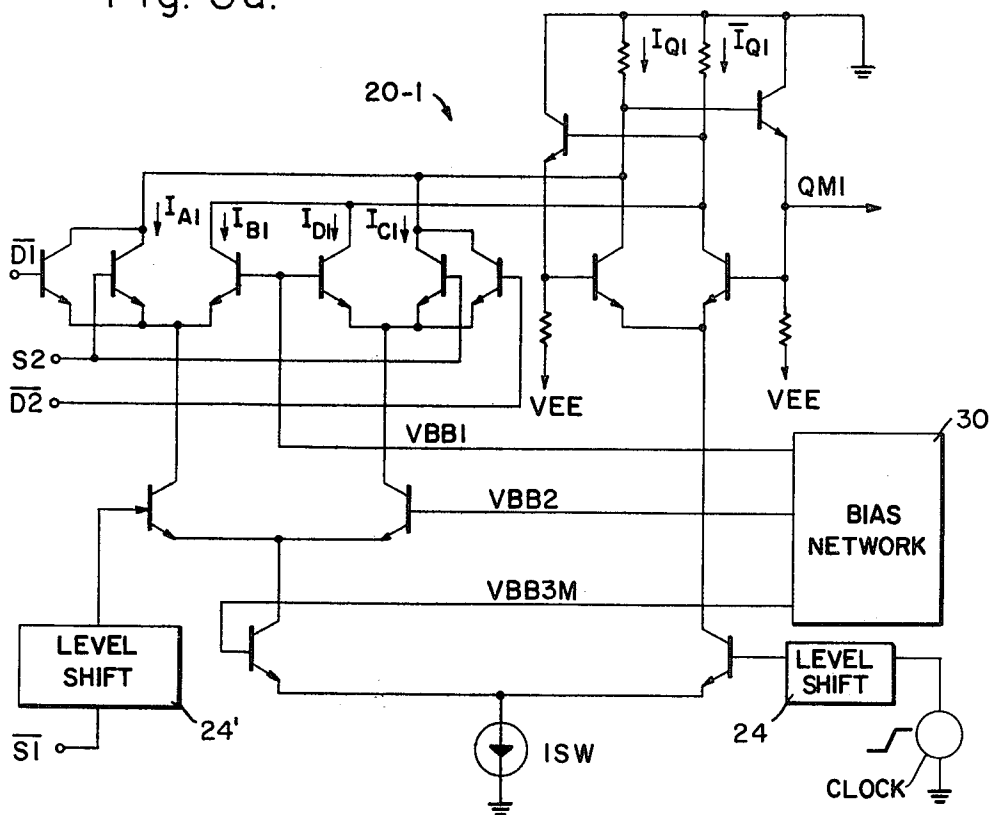 Fig. 6a.
I_Q1
Ī_Q1
20-1
QM1
I_A1
I_B1
I_D1
I_C1
D̅1̅
S2
D̅2̅
VEE
VEE
VBB1
30
VBB2
BIAS
NETWORK
VBB3M
LEVEL
SHIFT
LEVEL
SHIFT
24'
24
S̅1̅
ISW
CLOCK